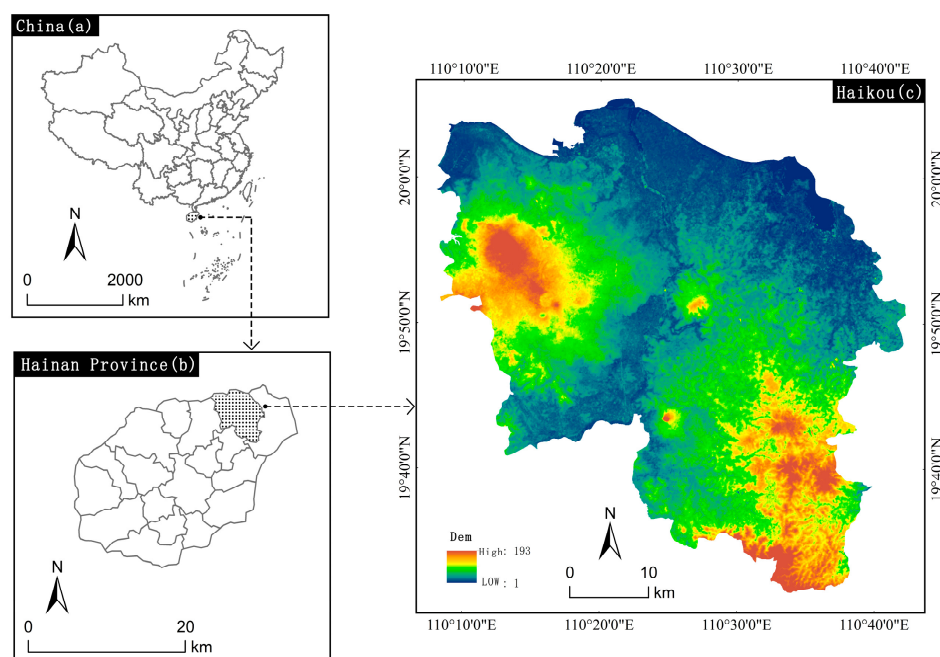 China(a)
N
0 2000
km
Hainan Province(b)
N
0 20
km
110°10'0"E 110°20'0"E 110°30'0"E 110°40'0"E
Haikou(c)
20°0'0"N
19°50'0"N
19°40'0"N
20°0'0"N
19°50'0"N
19°40'0"N
Dem
High: 193
LOW: 1
N
0 10
km
110°10'0"E 110°20'0"E 110°30'0"E 110°40'0"E